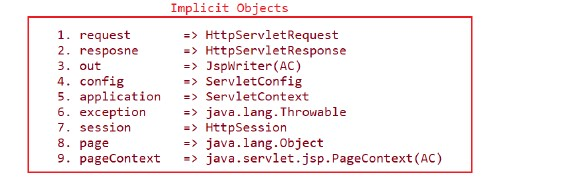 Implicit Objects
1. request => HttpServletRequest
2. resposne => HttpServletResponse
3. out => JspWriter(AC)
4. config => ServletConfig
5. application => ServletContext
6. exception => java.lang.Throwable
7. session => HttpSession
8. page => java.lang.Object
9. pageContext => java.servlet.jsp.PageContext(AC)